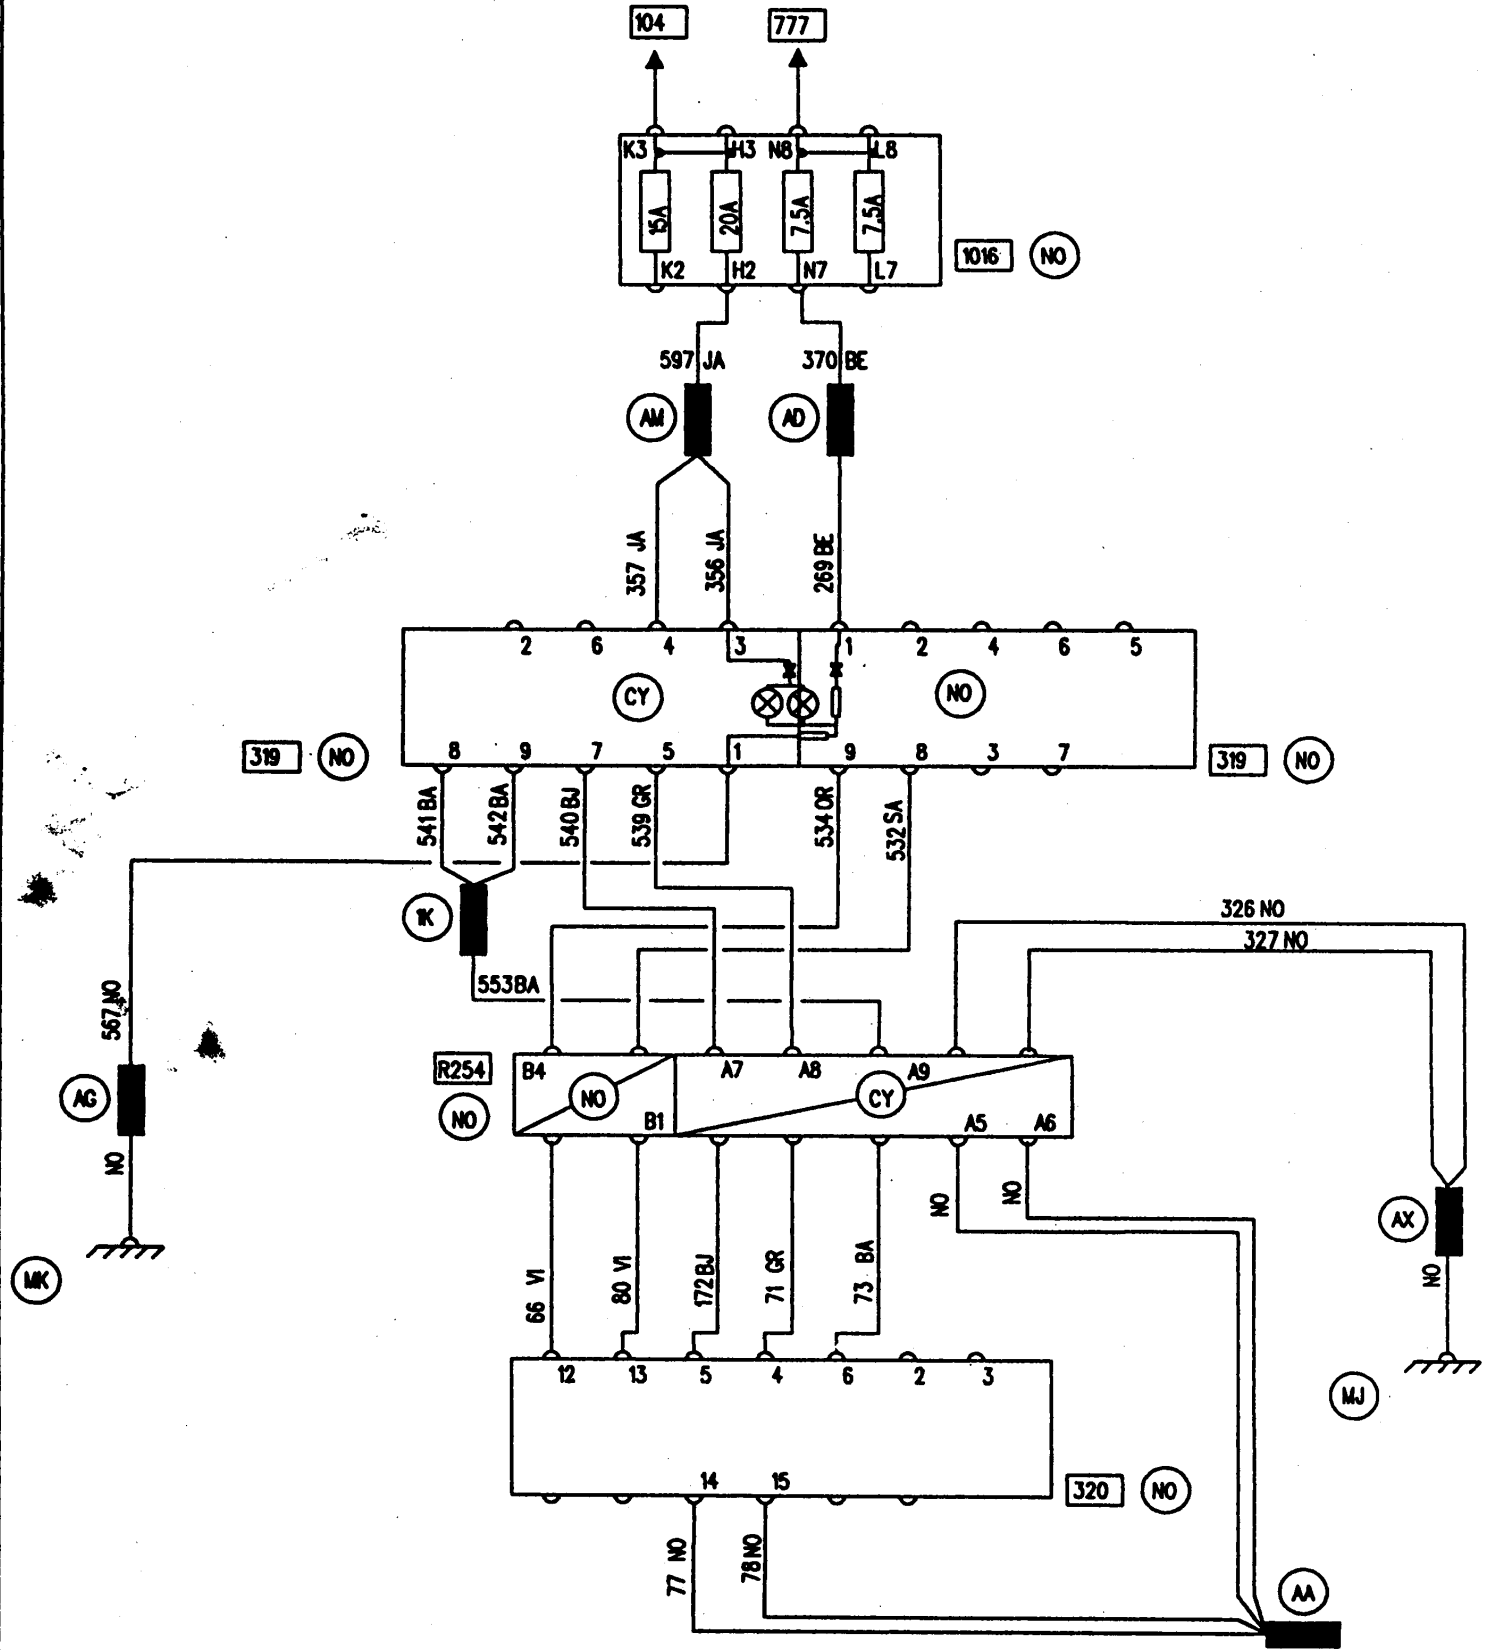 104 777
K3 H3 N8 L8
15A 20A 7.5A 7.5A
K2 H2 N7 L7
1016 NO
597 JA 370 BE
AM AD
357 JA 356 JA 269 BE
2 6 4 3 1 2 4 6 5
CY NO
319 NO 8 9 7 5 1 9 8 3 7 319 NO
541 BA 542 BA 540 BJ 539 GR 534 OR 532 SA
1K
326 NO
327 NO
553 BA
567 NO
R254 B4 A7 A8 A9
NO CY
AG NO B1 A5 A6
NO NO NO
AX
MK 66 VI 80 VI 172 BJ 71 GR 73 BA NO
12 13 5 4 6 2 3
MJ
14 15 320 NO
77 NO 78 NO
AA